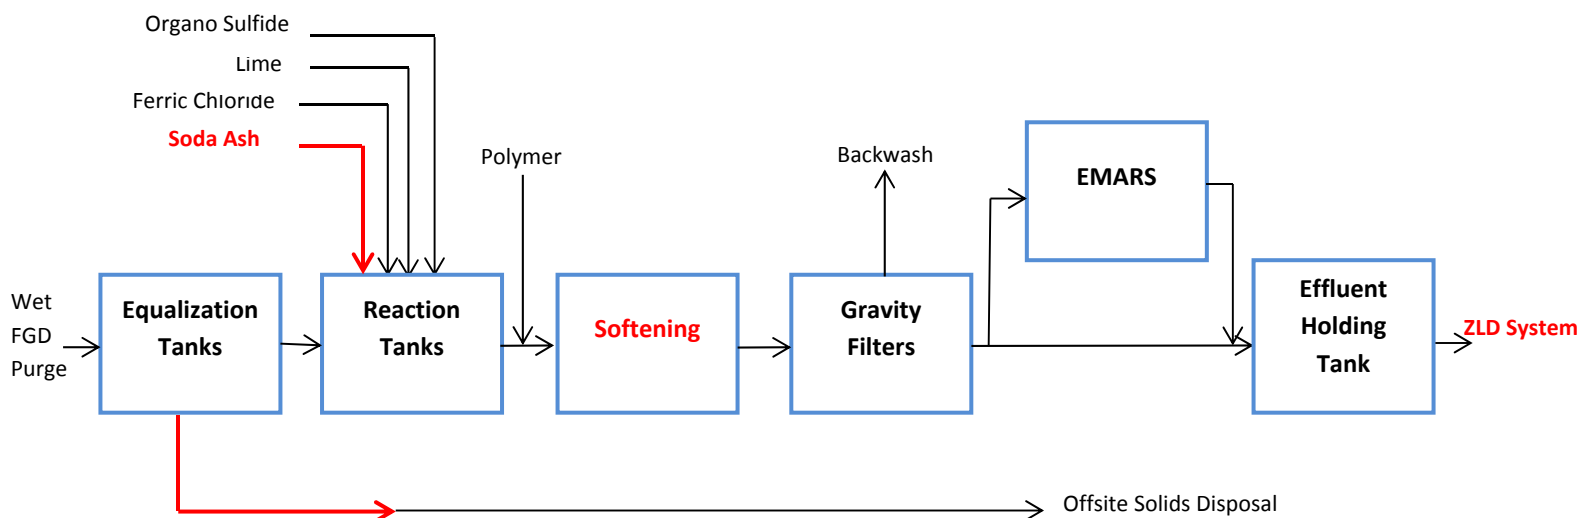 Organo Sulfide
Lime
Ferric Chloride
Soda Ash
Polymer
Backwash
EMARS
Wet
FGD
Purge
Equalization
Tanks
Reaction
Tanks
Softening
Gravity
Filters
Effluent
Holding
Tank
ZLD System
Offsite Solids Disposal